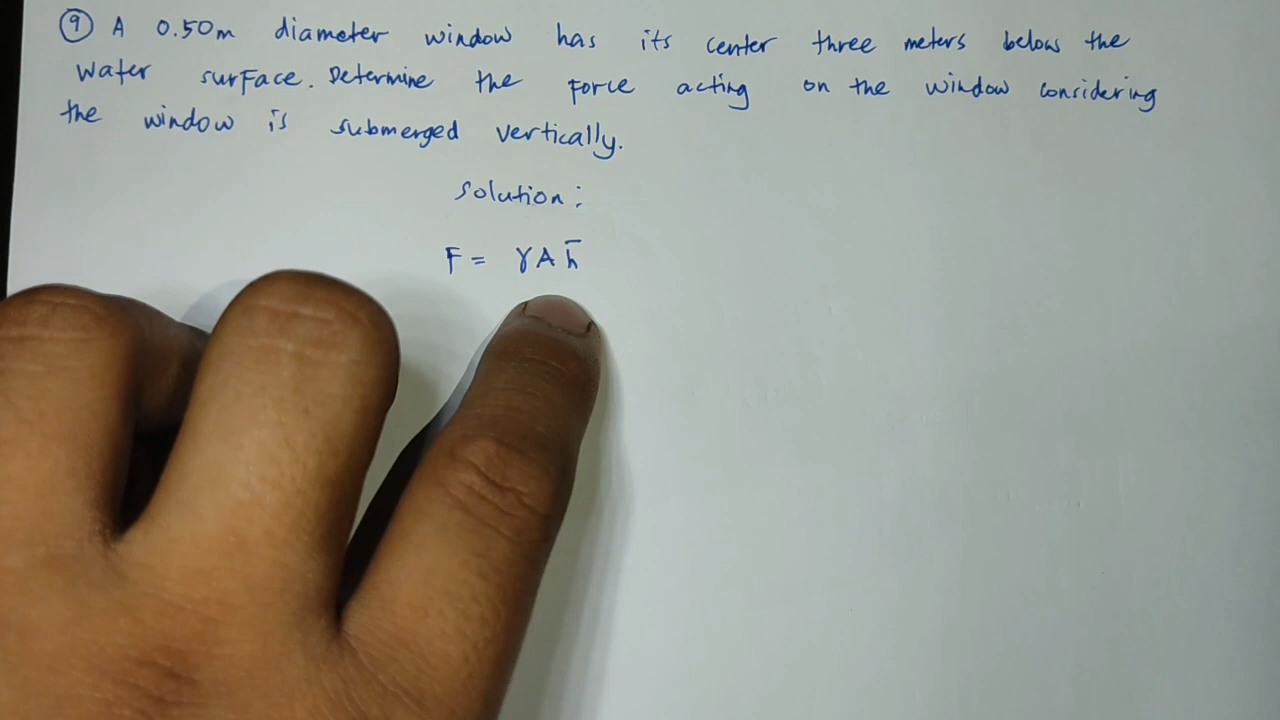 ⑨ A 0.50m diameter window has its center three meters below the
water surface. Determine the force acting on the window considering
the window is submerged vertically.
Solution:
F = γAh̄